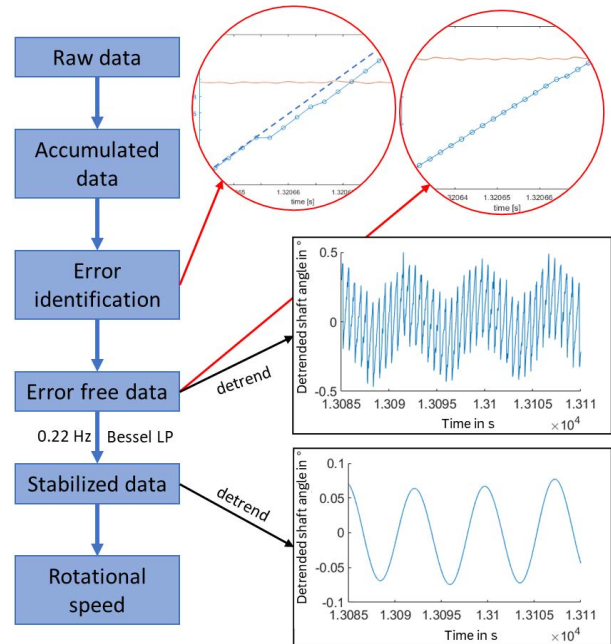 Raw data
Accumulated
data
Error
identification
Error free data
0.22 Hz Bessel LP
Stabilized data
Rotational
speed
detrend
detrend
65 1.32066 1.3206
time [s]
.32064 1.32065 1.32066
time [s]
Detrended shaft angle in °
0.5
0
-0.5
1.3085 1.309 1.3095 1.31 1.3105 1.311
Time in s ×10⁴
Detrended shaft angle in °
0.1
0.05
0
-0.05
-0.1
1.3085 1.309 1.3095 1.31 1.3105 1.311
Time in s ×10⁴